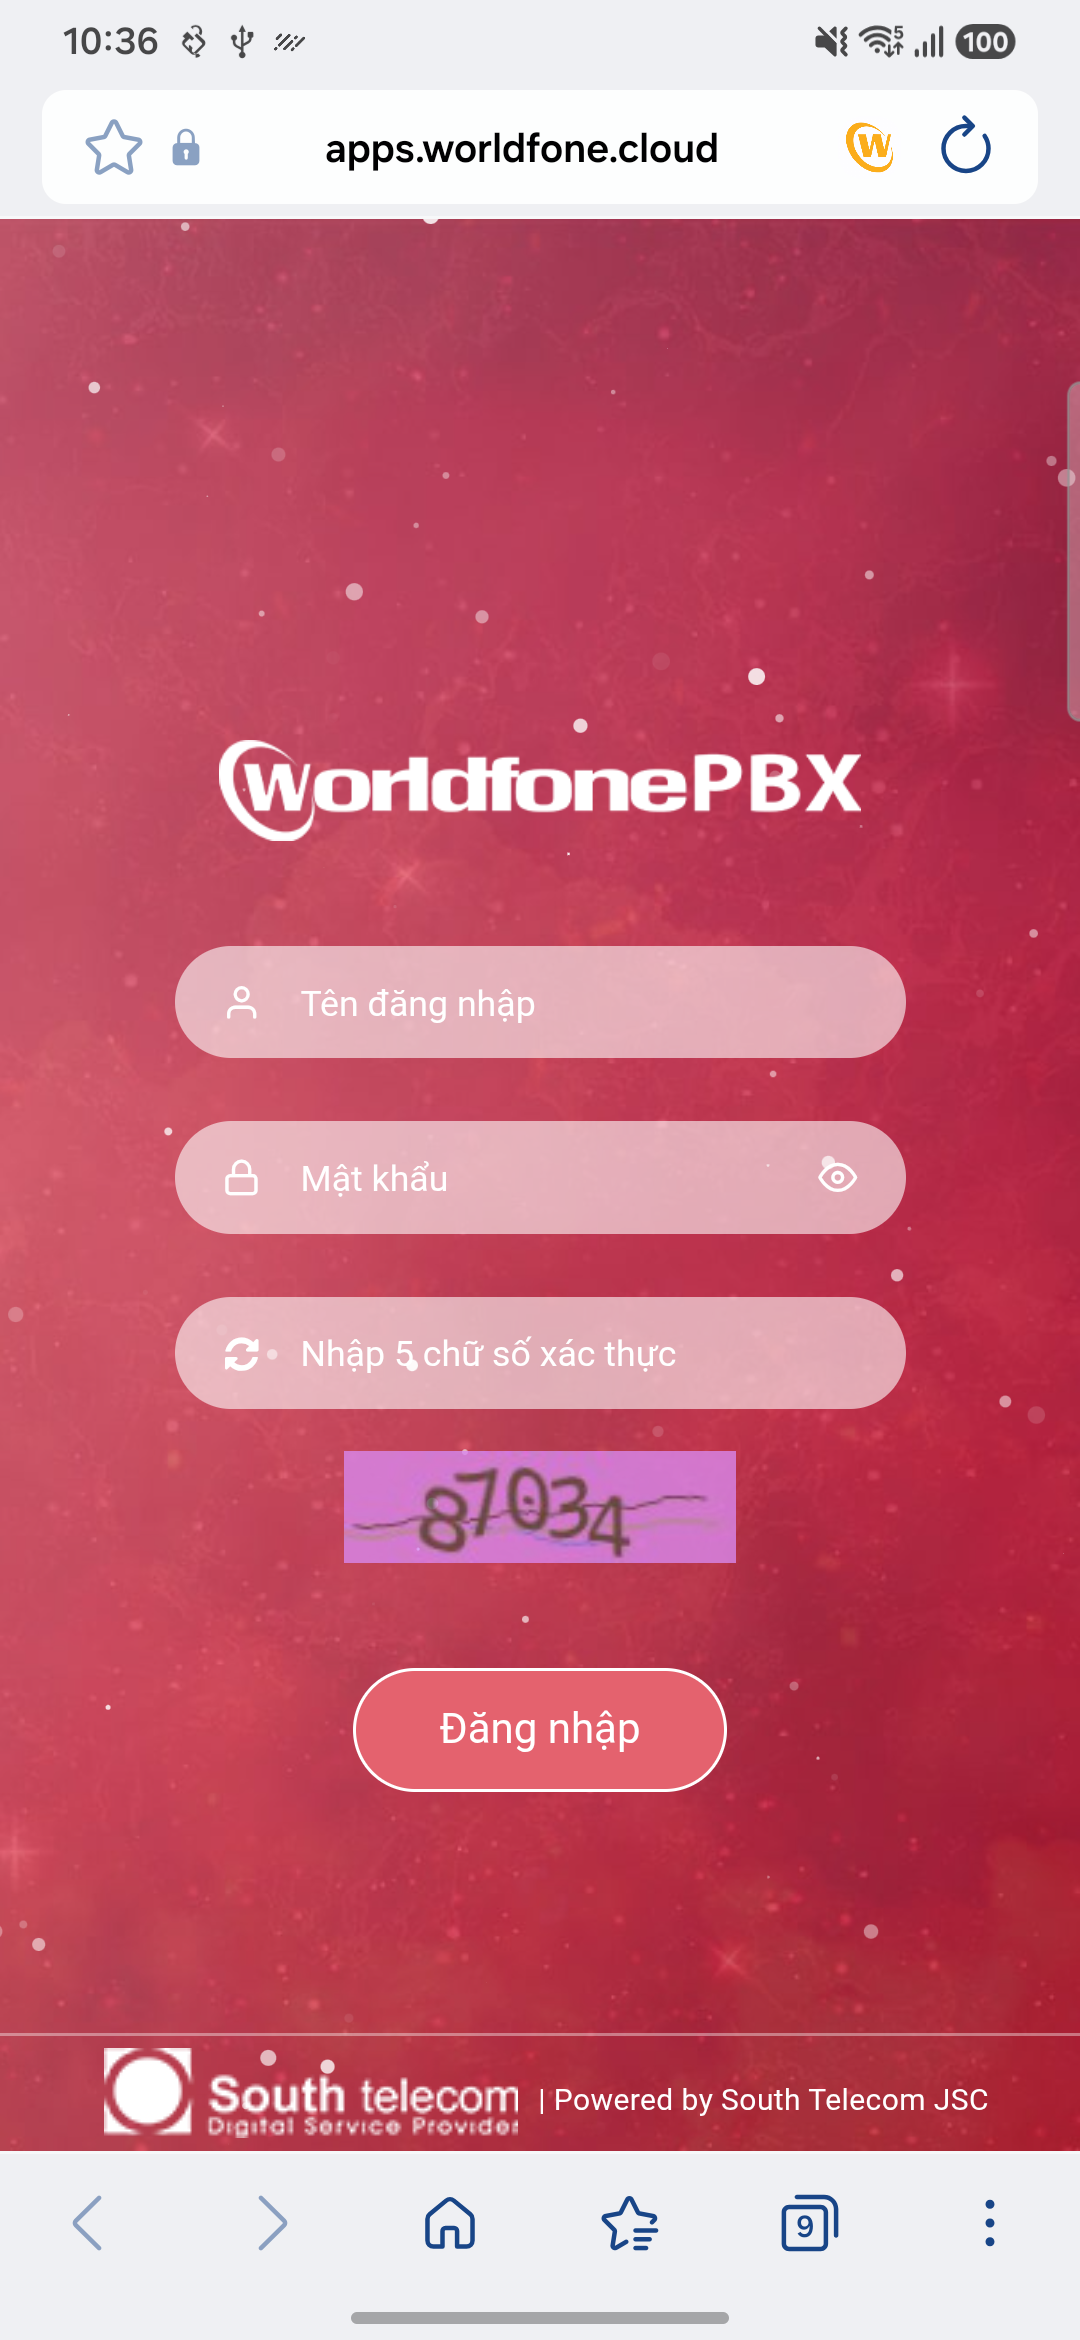 10:36
5
100
apps.worldfone.cloud
W
WorldfonePBX
Tên đăng nhập
Mật khẩu
Nhập 5 chữ số xác thực
87034
Đăng nhập
South telecom
Digital Service Provider
| Powered by South Telecom JSC
9